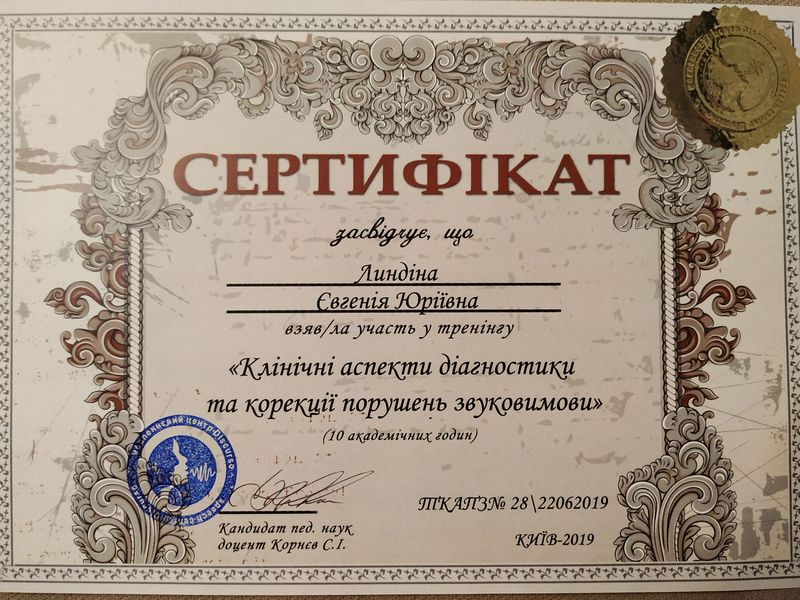 СЕРТИФІКАТ
засвідчує, що
Линдіна
Євгенія Юріївна
взяв/ла участь у тренінгу
«Клінічні аспекти діагностики
та корекції порушень звуковимови»
(10 академічних годин)
ТКАПЗ№ 28\22062019
Кандидат пед. наук
доцент Корнєв С.І.
КИЇВ-2019